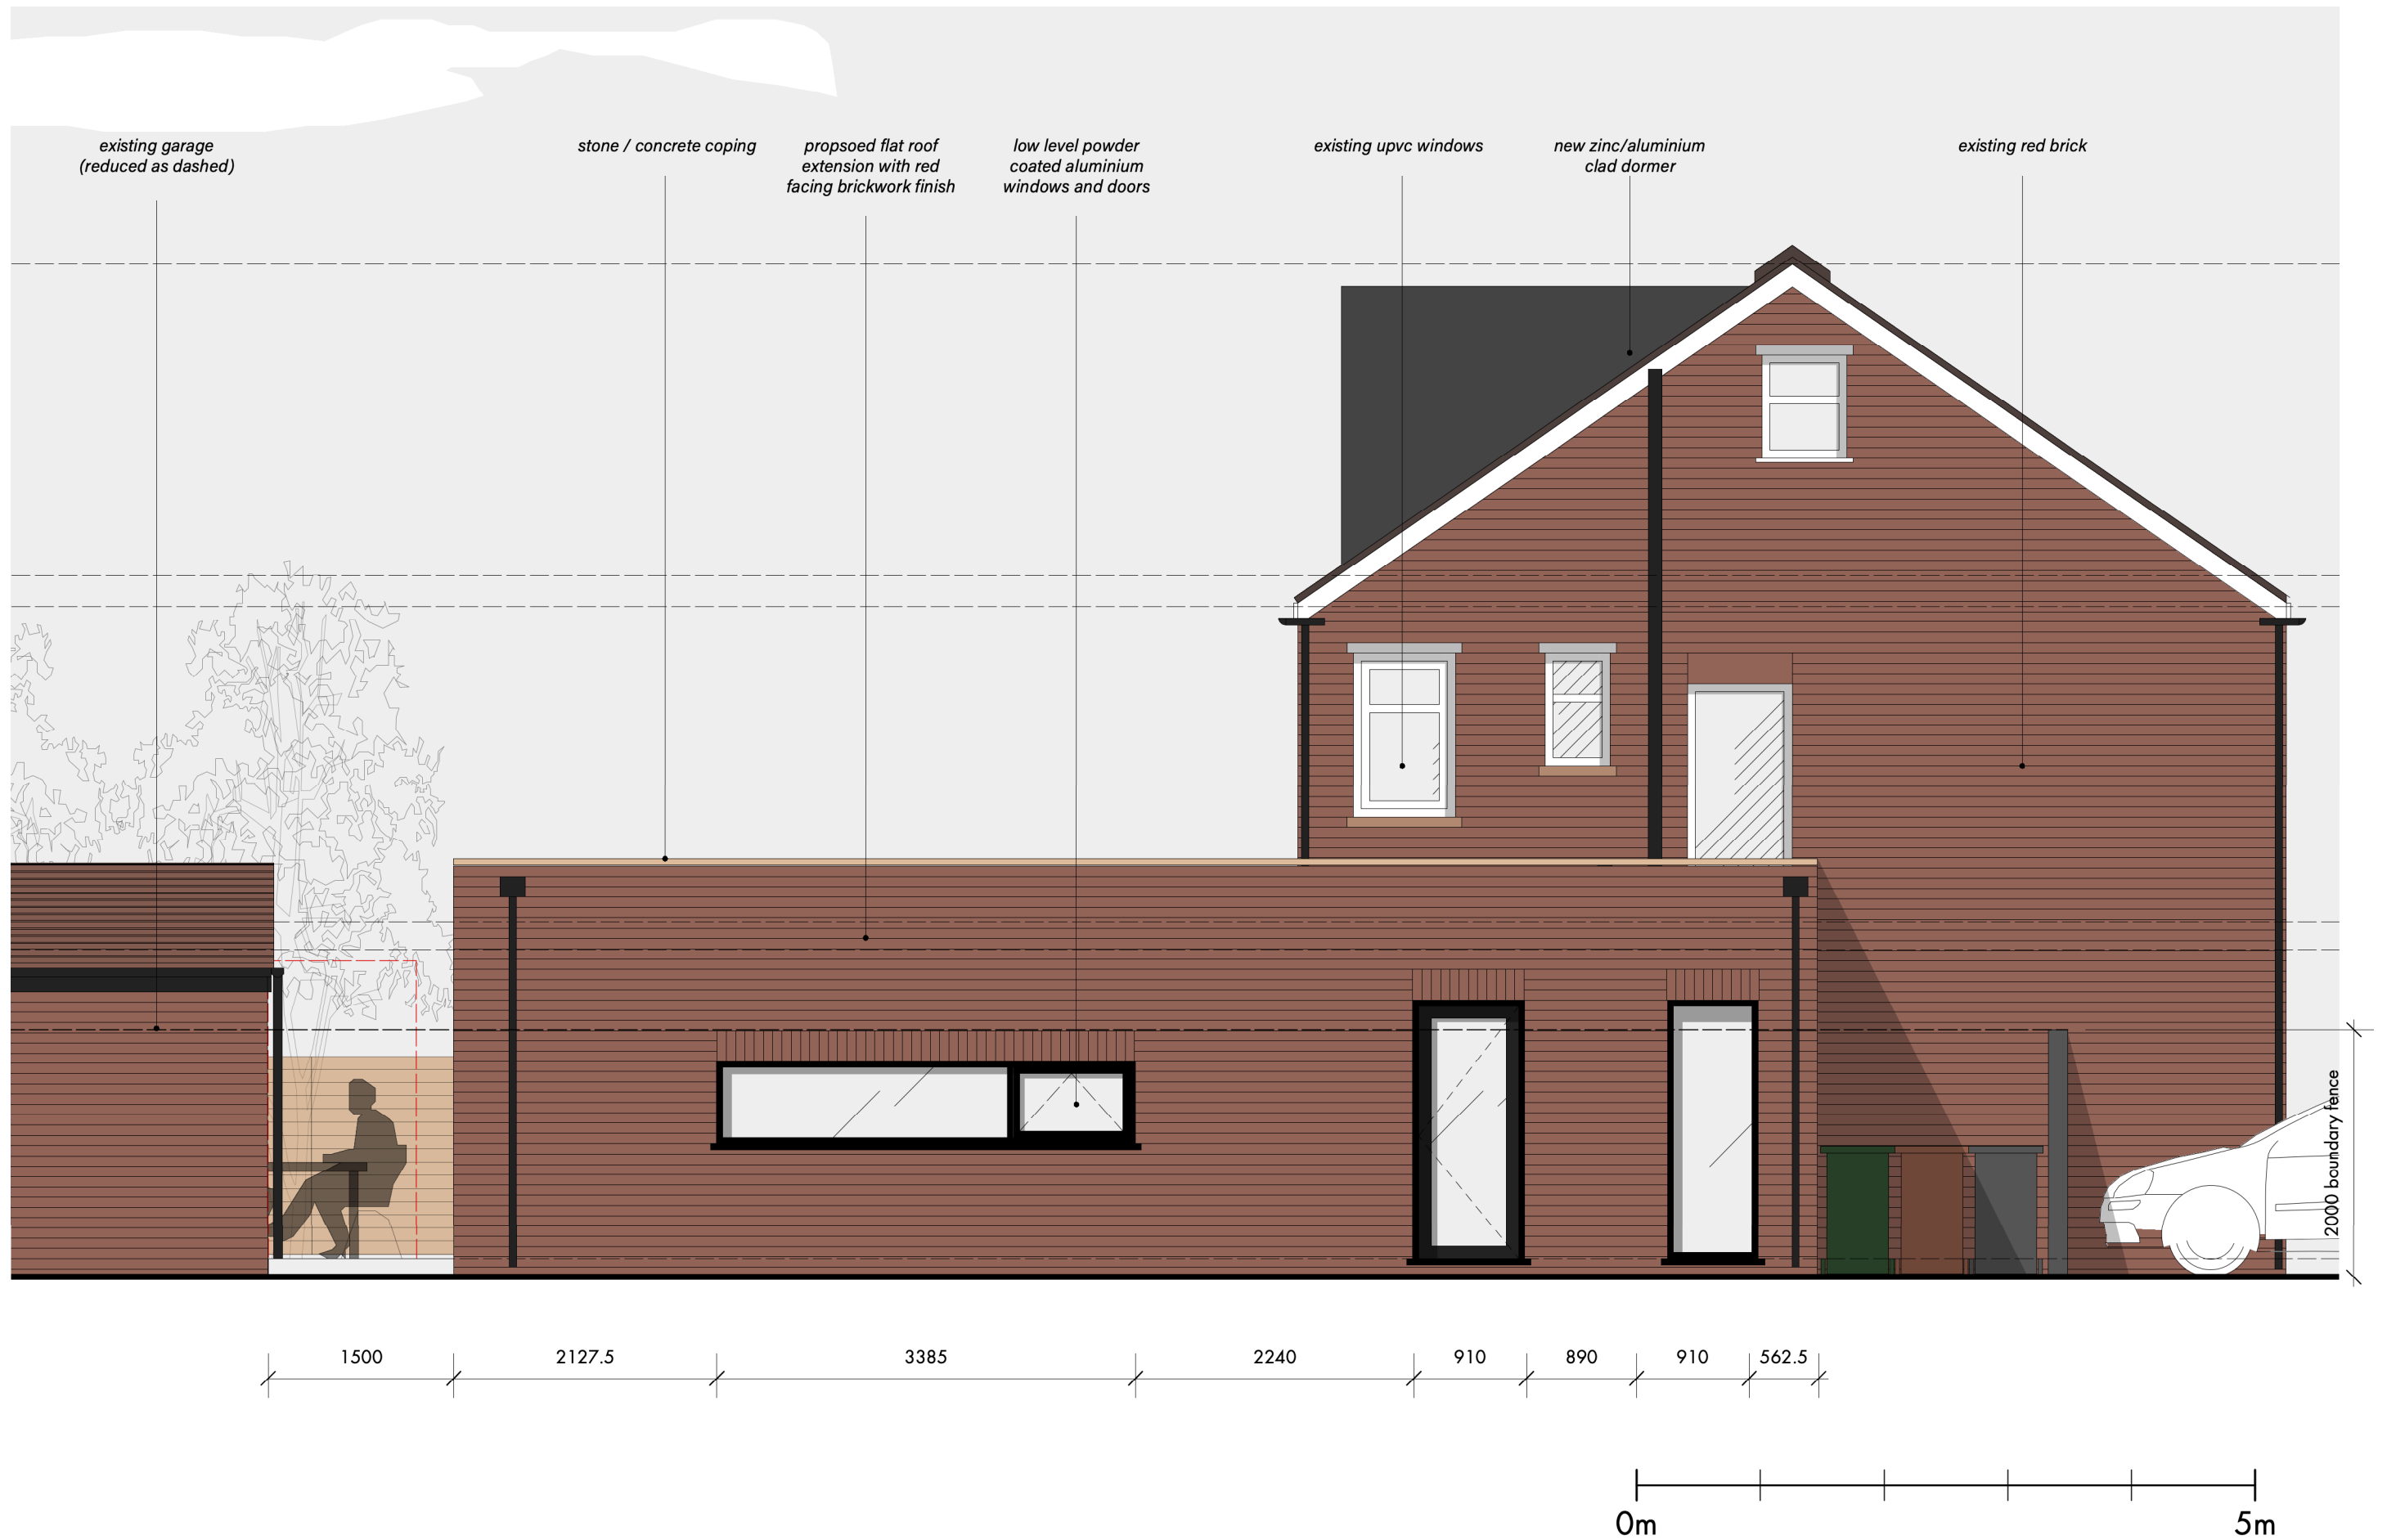 existing garage
(reduced as dashed)
stone / concrete coping
propsoed flat roof
extension with red
facing brickwork finish
low level powder
coated aluminium
windows and doors
existing upvc windows
new zinc/aluminium
clad dormer
existing red brick
2000 boundary fence
1500
2127.5
3385
2240
910
890
910
562.5
0m
5m